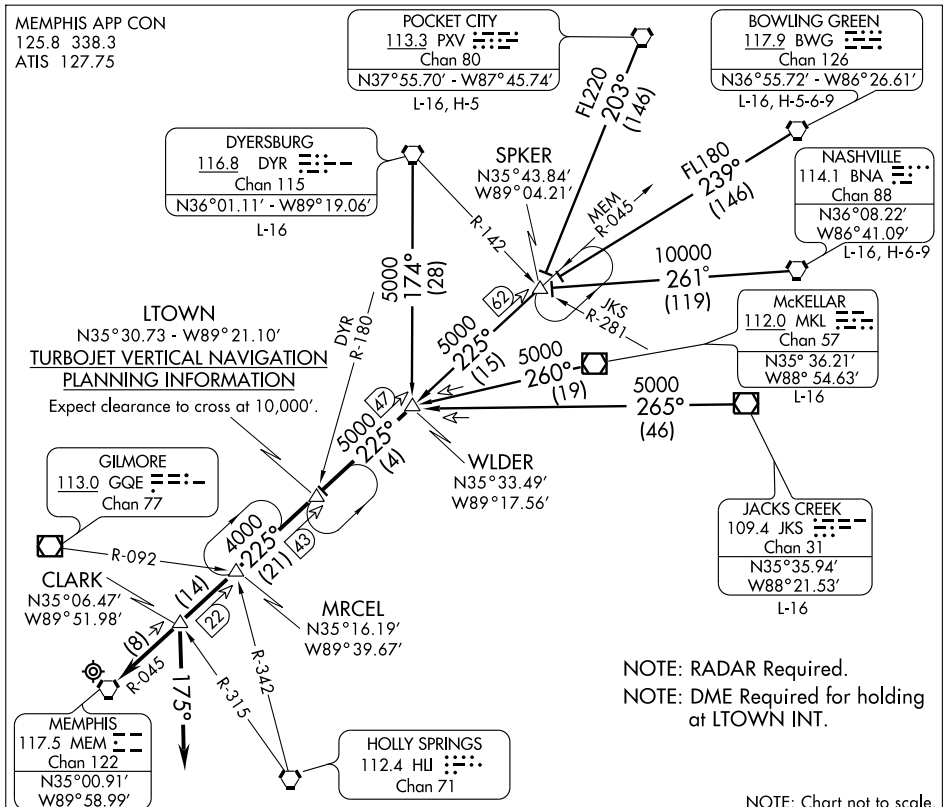 MEMPHIS APP CON
125.8 338.3
ATIS 127.75
POCKET CITY
113.3 PXV
Chan 80
N37°55.70' - W87°45.74'
L-16, H-5
BOWLING GREEN
117.9 BWG
Chan 126
N36°55.72' - W86°26.61'
L-16, H-5-6-9
DYERSBURG
116.8 DYR
Chan 115
N36°01.11' - W89°19.06'
L-16
SPKER
N35°43.84'
W89°04.21'
NASHVILLE
114.1 BNA
Chan 88
N36°08.22'
W86°41.09'
L-16, H-6-9
FL220
203°
(146)
FL180
239°
(146)
MEM
R-045
R-142
10000
261°
(119)
5000
174°
(28)
62
JKS
R-281
McKELLAR
112.0 MKL
Chan 57
N35° 36.21'
W88° 54.63'
L-16
LTOWN
N35°30.73 - W89°21.10'
TURBOJET VERTICAL NAVIGATION
PLANNING INFORMATION
Expect clearance to cross at 10,000'.
DYR
R-180
5000
225°
(15)
5000
260°
(19)
5000
265°
(46)
47
5000
225°
(4)
WLDER
N35°33.49'
W89°17.56'
GILMORE
113.0 GQE
Chan 77
R-092
4000
225°
(21)
43
JACKS CREEK
109.4 JKS
Chan 31
N35°35.94'
W88°21.53'
L-16
CLARK
N35°06.47'
W89°51.98'
(14)
22
MRCEL
N35°16.19'
W89°39.67'
(8)
R-045
175°
R-315
R-342
NOTE: RADAR Required.
NOTE: DME Required for holding
at LTOWN INT.
MEMPHIS
117.5 MEM
Chan 122
N35°00.91'
W89°58.99'
HOLLY SPRINGS
112.4 HLI
Chan 71
NOTE: Chart not to scale